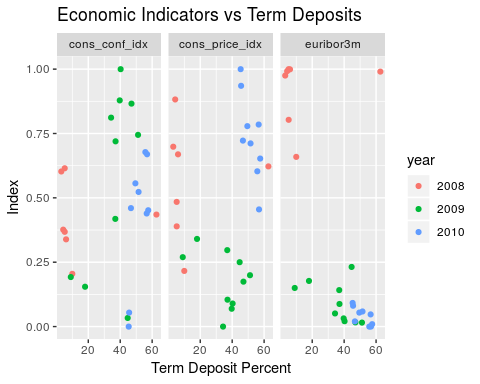 Economic Indicators vs Term Deposits
cons_conf_idx cons_price_idx euribor3m
1.00
0.75
0.50
0.25
0.00
Index
20 40 60 20 40 60 20 40 60
Term Deposit Percent
year
2008
2009
2010